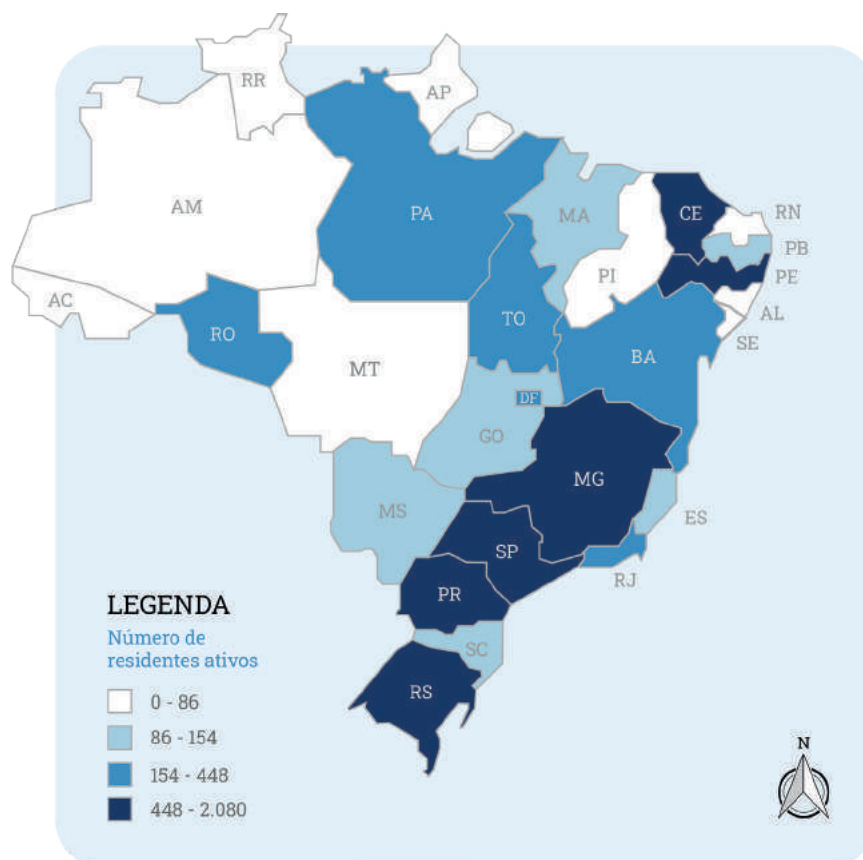 RR
AP
AM
PA
MA
CE
RN
PB
PI
PE
AC
TO
AL
RO
SE
BA
MT
DF
GO
MG
MS
ES
SP
RJ
PR
SC
RS
LEGENDA
Número de
residentes ativos
0 - 86
86 - 154
154 - 448
448 - 2.080
N